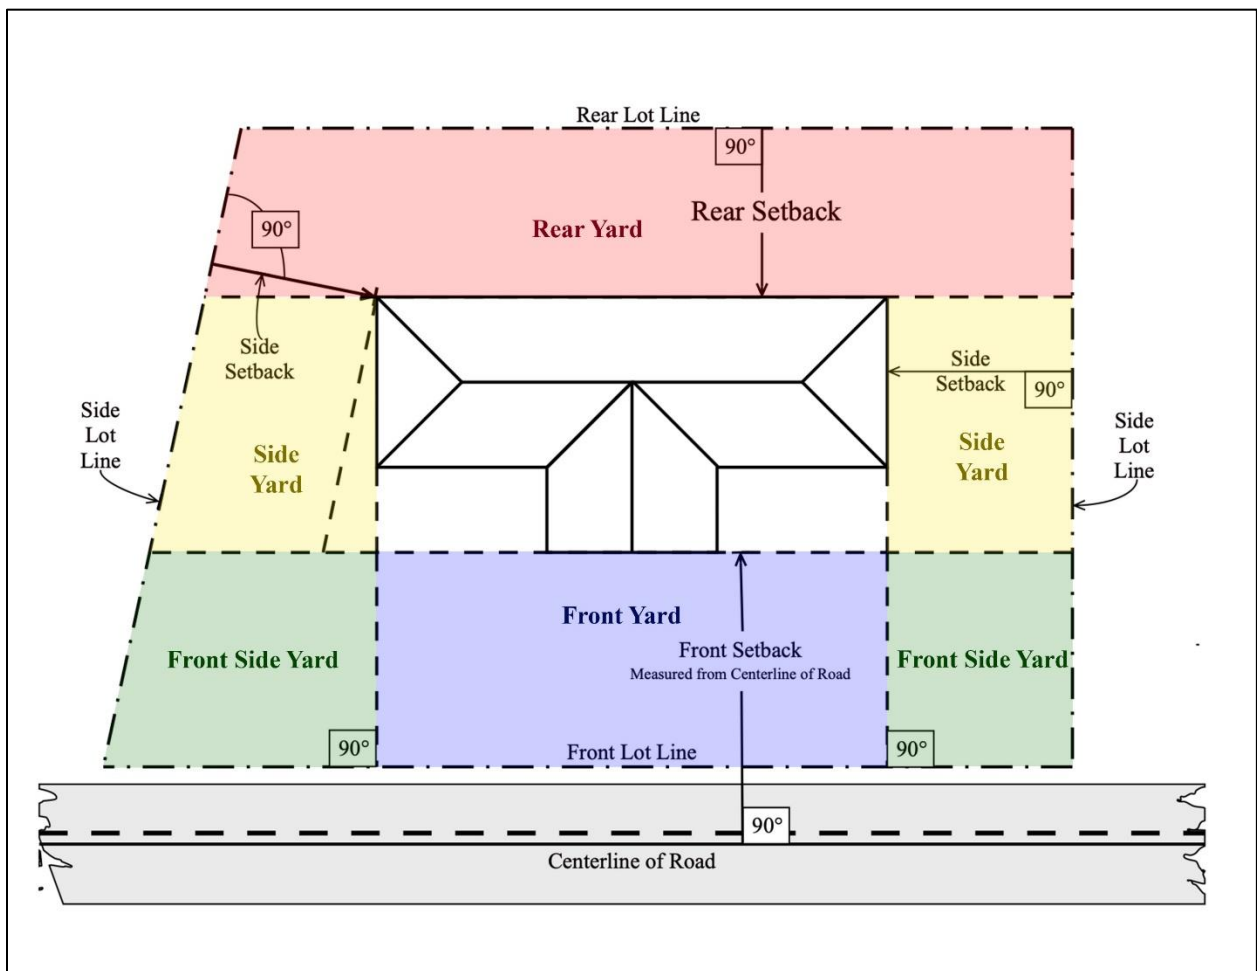 Rear Lot Line
90°
Rear Setback
90°
Rear Yard
Side
Setback
Side
Setback
90°
Side
Lot
Line
Side
Yard
Side
Yard
Side
Lot
Line
Front Yard
Front Side Yard
Front Setback
Measured from Centerline of Road
Front Side Yard
90°
Front Lot Line
90°
90°
Centerline of Road